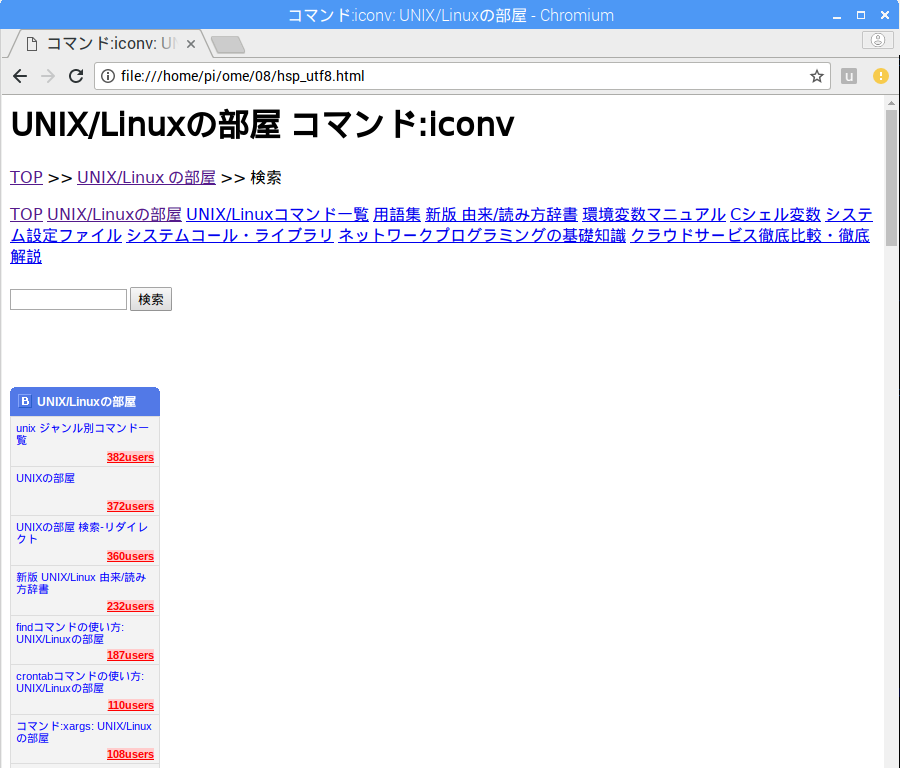 コマンド:iconv: UNIX/Linuxの部屋 - Chromium
コマンド:iconv: UN
file:///home/pi/ome/08/hsp_utf8.html
u
UNIX/Linuxの部屋 コマンド:iconv
TOP >> UNIX/Linux の部屋 >> 検索
TOP UNIX/Linuxの部屋 UNIX/Linuxコマンド一覧 用語集 新版 由来/読み方辞書 環境変数マニュアル Cシェル変数 システ
ム設定ファイル システムコール・ライブラリ ネットワークプログラミングの基礎知識 クラウドサービス徹底比較・徹底
解説
検索
B UNIX/Linuxの部屋
unix ジャンル別コマンド一
覧
382users
UNIXの部屋
372users
UNIXの部屋 検索-リダイレ
クト
360users
新版 UNIX/Linux 由来/読み
方辞書
232users
findコマンドの使い方:
UNIX/Linuxの部屋
187users
crontabコマンドの使い方:
UNIX/Linuxの部屋
110users
コマンド:xargs: UNIX/Linux
の部屋
108users